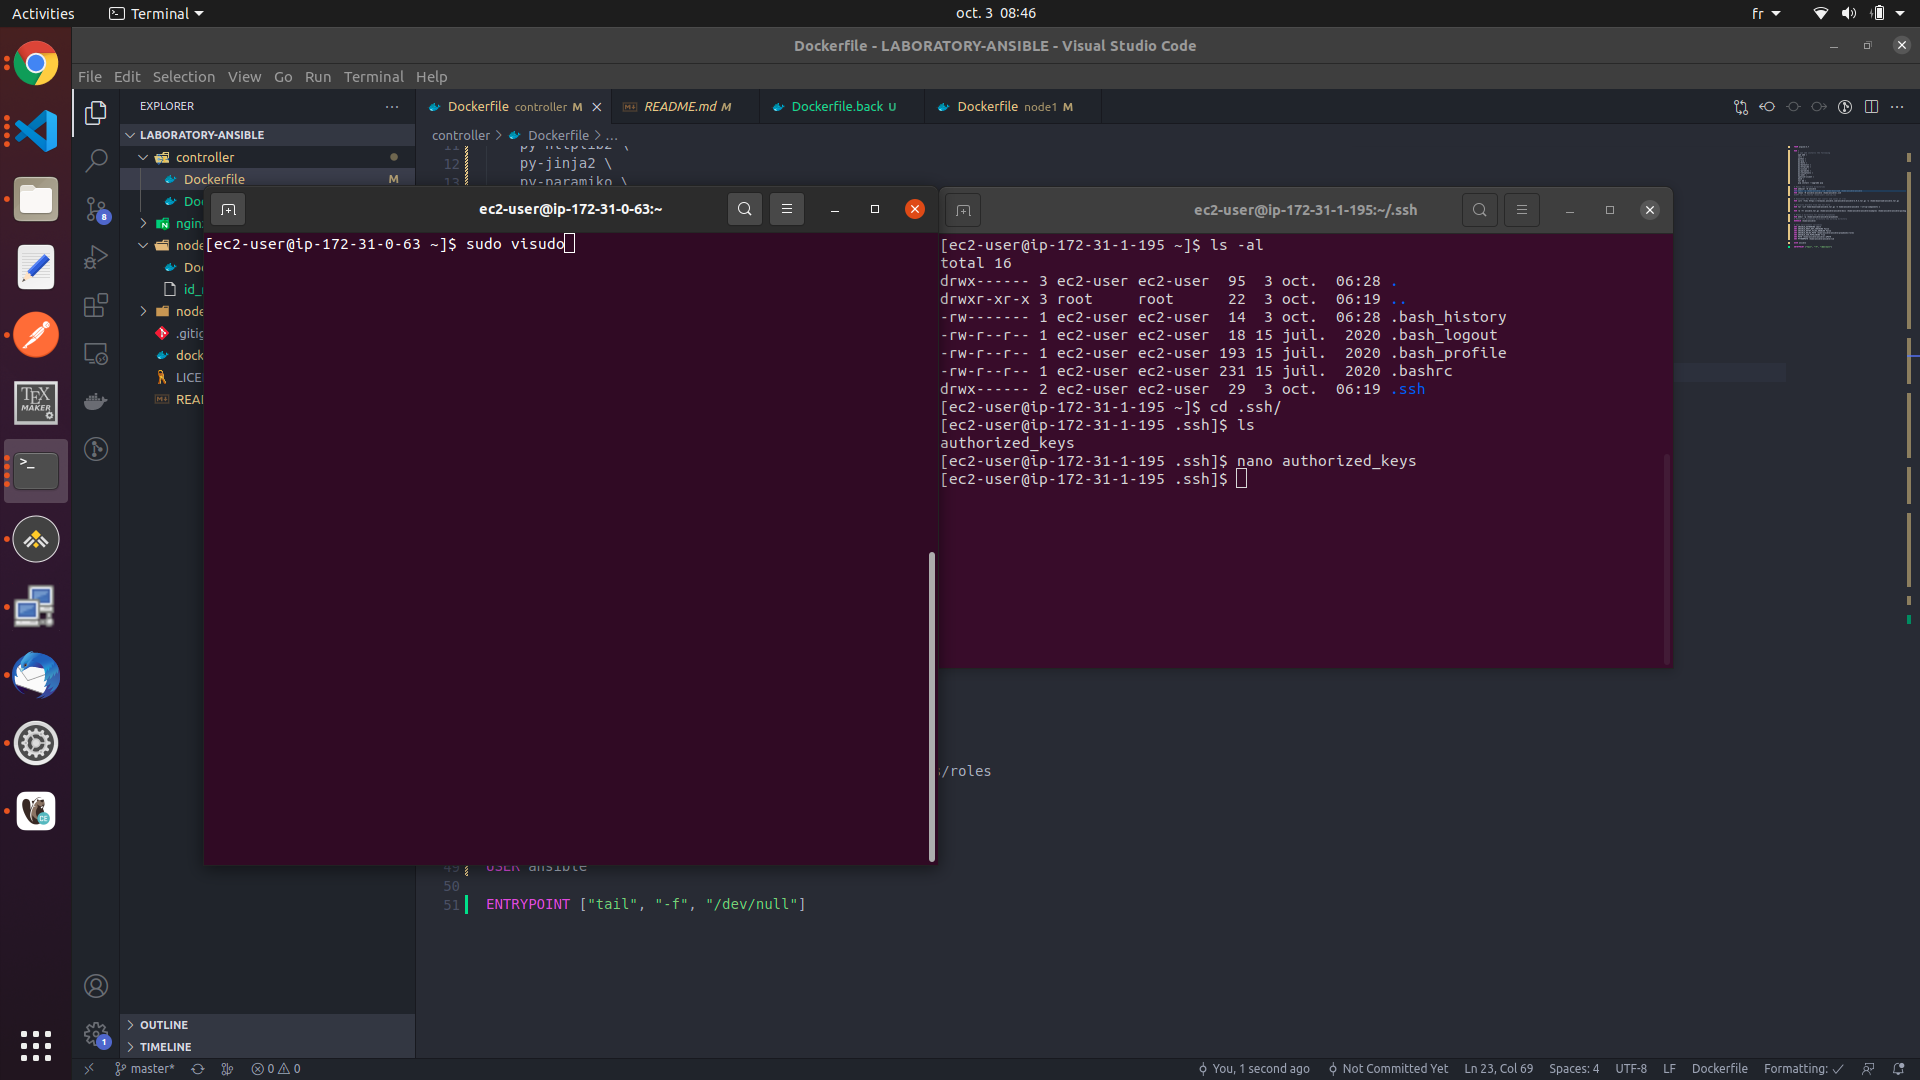 Activities
Terminal
oct. 3 08:46
fr
Dockerfile - LABORATORY-ANSIBLE - Visual Studio Code
File Edit Selection View Go Run Terminal Help
EXPLORER
Dockerfile controller M
README.md M
Dockerfile.back U
Dockerfile node1 M
LABORATORY-ANSIBLE
controller > Dockerfile > ...
controller
12 py-jinja2 \
13 py-paramiko \
Dockerfile M
8
ec2-user@ip-172-31-0-63:~
[ec2-user@ip-172-31-0-63 ~]$ sudo visudo
ec2-user@ip-172-31-1-195:~/.ssh
[ec2-user@ip-172-31-1-195 ~]$ ls -al
total 16
drwx------ 3 ec2-user ec2-user 95 3 oct. 06:28 .
drwxr-xr-x 3 root root 22 3 oct. 06:19 ..
-rw------- 1 ec2-user ec2-user 14 3 oct. 06:28 .bash_history
-rw-r--r-- 1 ec2-user ec2-user 18 15 juil. 2020 .bash_logout
-rw-r--r-- 1 ec2-user ec2-user 193 15 juil. 2020 .bash_profile
-rw-r--r-- 1 ec2-user ec2-user 231 15 juil. 2020 .bashrc
drwx------ 2 ec2-user ec2-user 29 3 oct. 06:19 .ssh
[ec2-user@ip-172-31-1-195 ~]$ cd .ssh/
[ec2-user@ip-172-31-1-195 .ssh]$ ls
authorized_keys
[ec2-user@ip-172-31-1-195 .ssh]$ nano authorized_keys
[ec2-user@ip-172-31-1-195 .ssh]$
Do
ngin
node
Do
id_
node
.gitig
dock
LICE
REA
TEX
MAKER
/roles
49 USER ansible
50
51 ENTRYPOINT ["tail", "-f", "/dev/null"]
OUTLINE
1
TIMELINE
master*
0 0
You, 1 second ago
Not Committed Yet
Ln 23, Col 69
Spaces: 4
UTF-8
LF
Dockerfile
Formatting: ✓